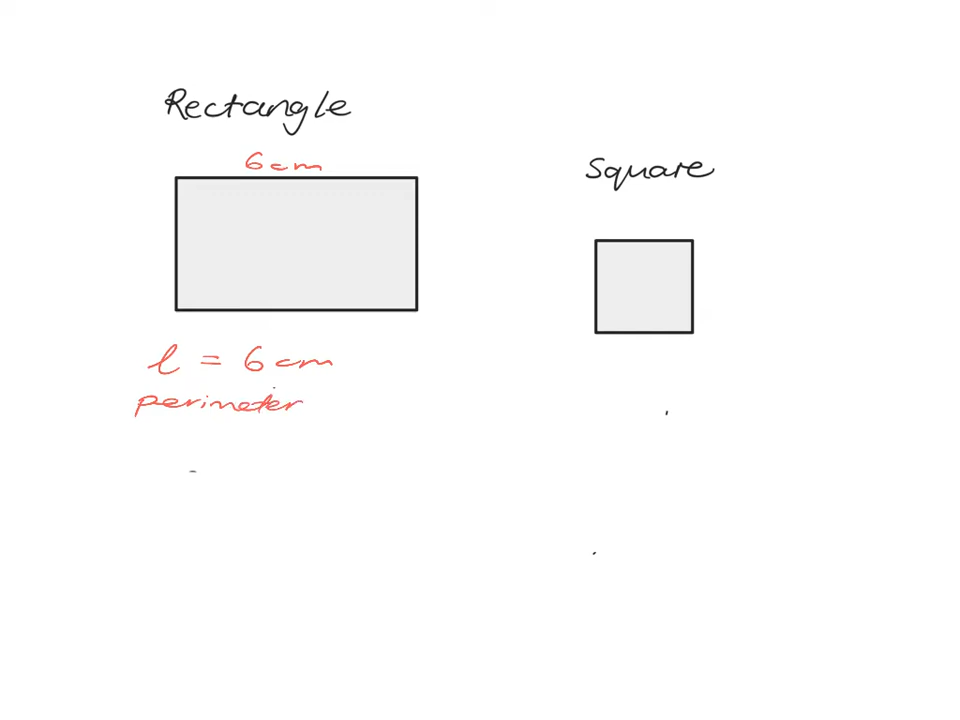 Rectangle
6cm
Square
l = 6cm
perimeter